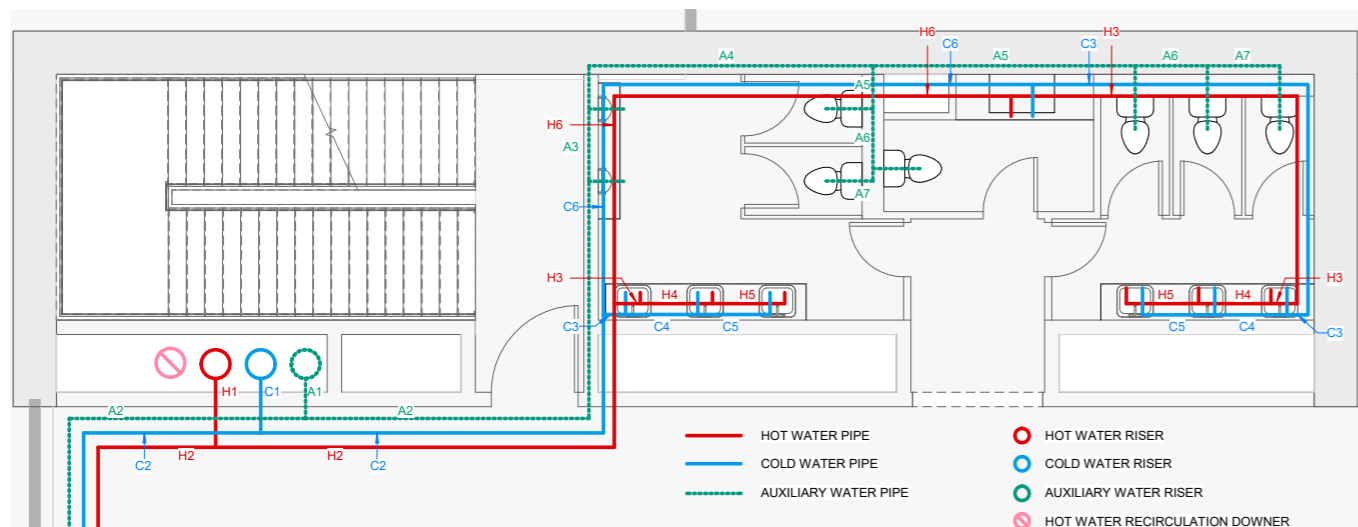 H6
H3
A4
C6
A5
C3
A6
A7
A5
H6
A3
A6
A7
C6
H3
H4
H5
H5
H4
H3
C3
C4
C5
C5
C4
C3
H1
C1
A1
A2
A2
H2
H2
C2
C2
HOT WATER PIPE
HOT WATER RISER
COLD WATER PIPE
COLD WATER RISER
AUXILIARY WATER PIPE
AUXILIARY WATER RISER
HOT WATER RECIRCULATION DOWNER